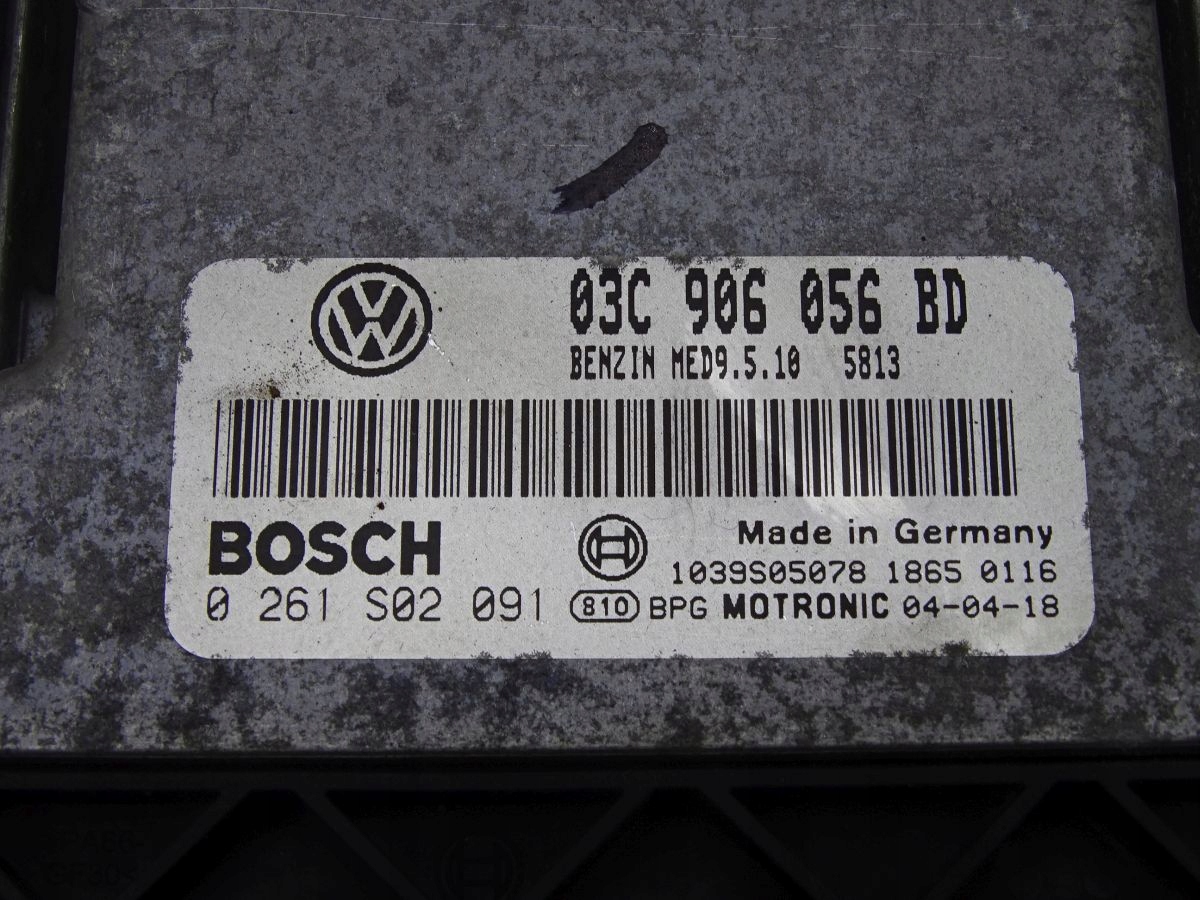 03C 906 056 BD
BENZIN MED9.5.10 5813
BOSCH
Made in Germany
1039S05078 1865 0116
0 261 S02 091 810 BPG MOTRONIC 04-04-18